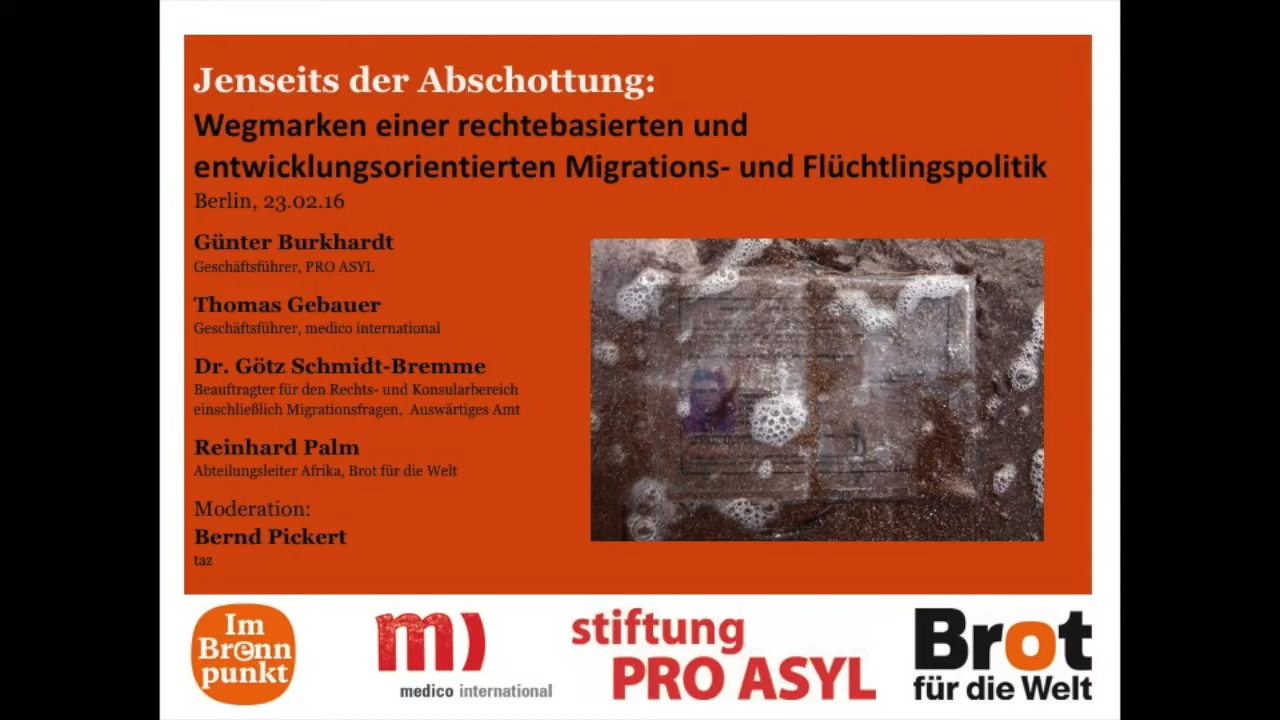 Jenseits der Abschottung:
Wegmarken einer rechtebasierten und
entwicklungsorientierten Migrations- und Flüchtlingspolitik
Berlin, 23.02.16
Günter Burkhardt
Geschäftsführer, PRO ASYL
Thomas Gebauer
Geschäftsführer, medico international
Dr. Götz Schmidt-Bremme
Beauftragter für den Rechts- und Konsularbereich
einschließlich Migrationsfragen, Auswärtiges Amt
Reinhard Palm
Abteilungsleiter Afrika, Brot für die Welt
Moderation:
Bernd Pickert
taz
Im
Brenn
punkt
m)
medico international
stiftung
PRO ASYL
Brot
für die Welt